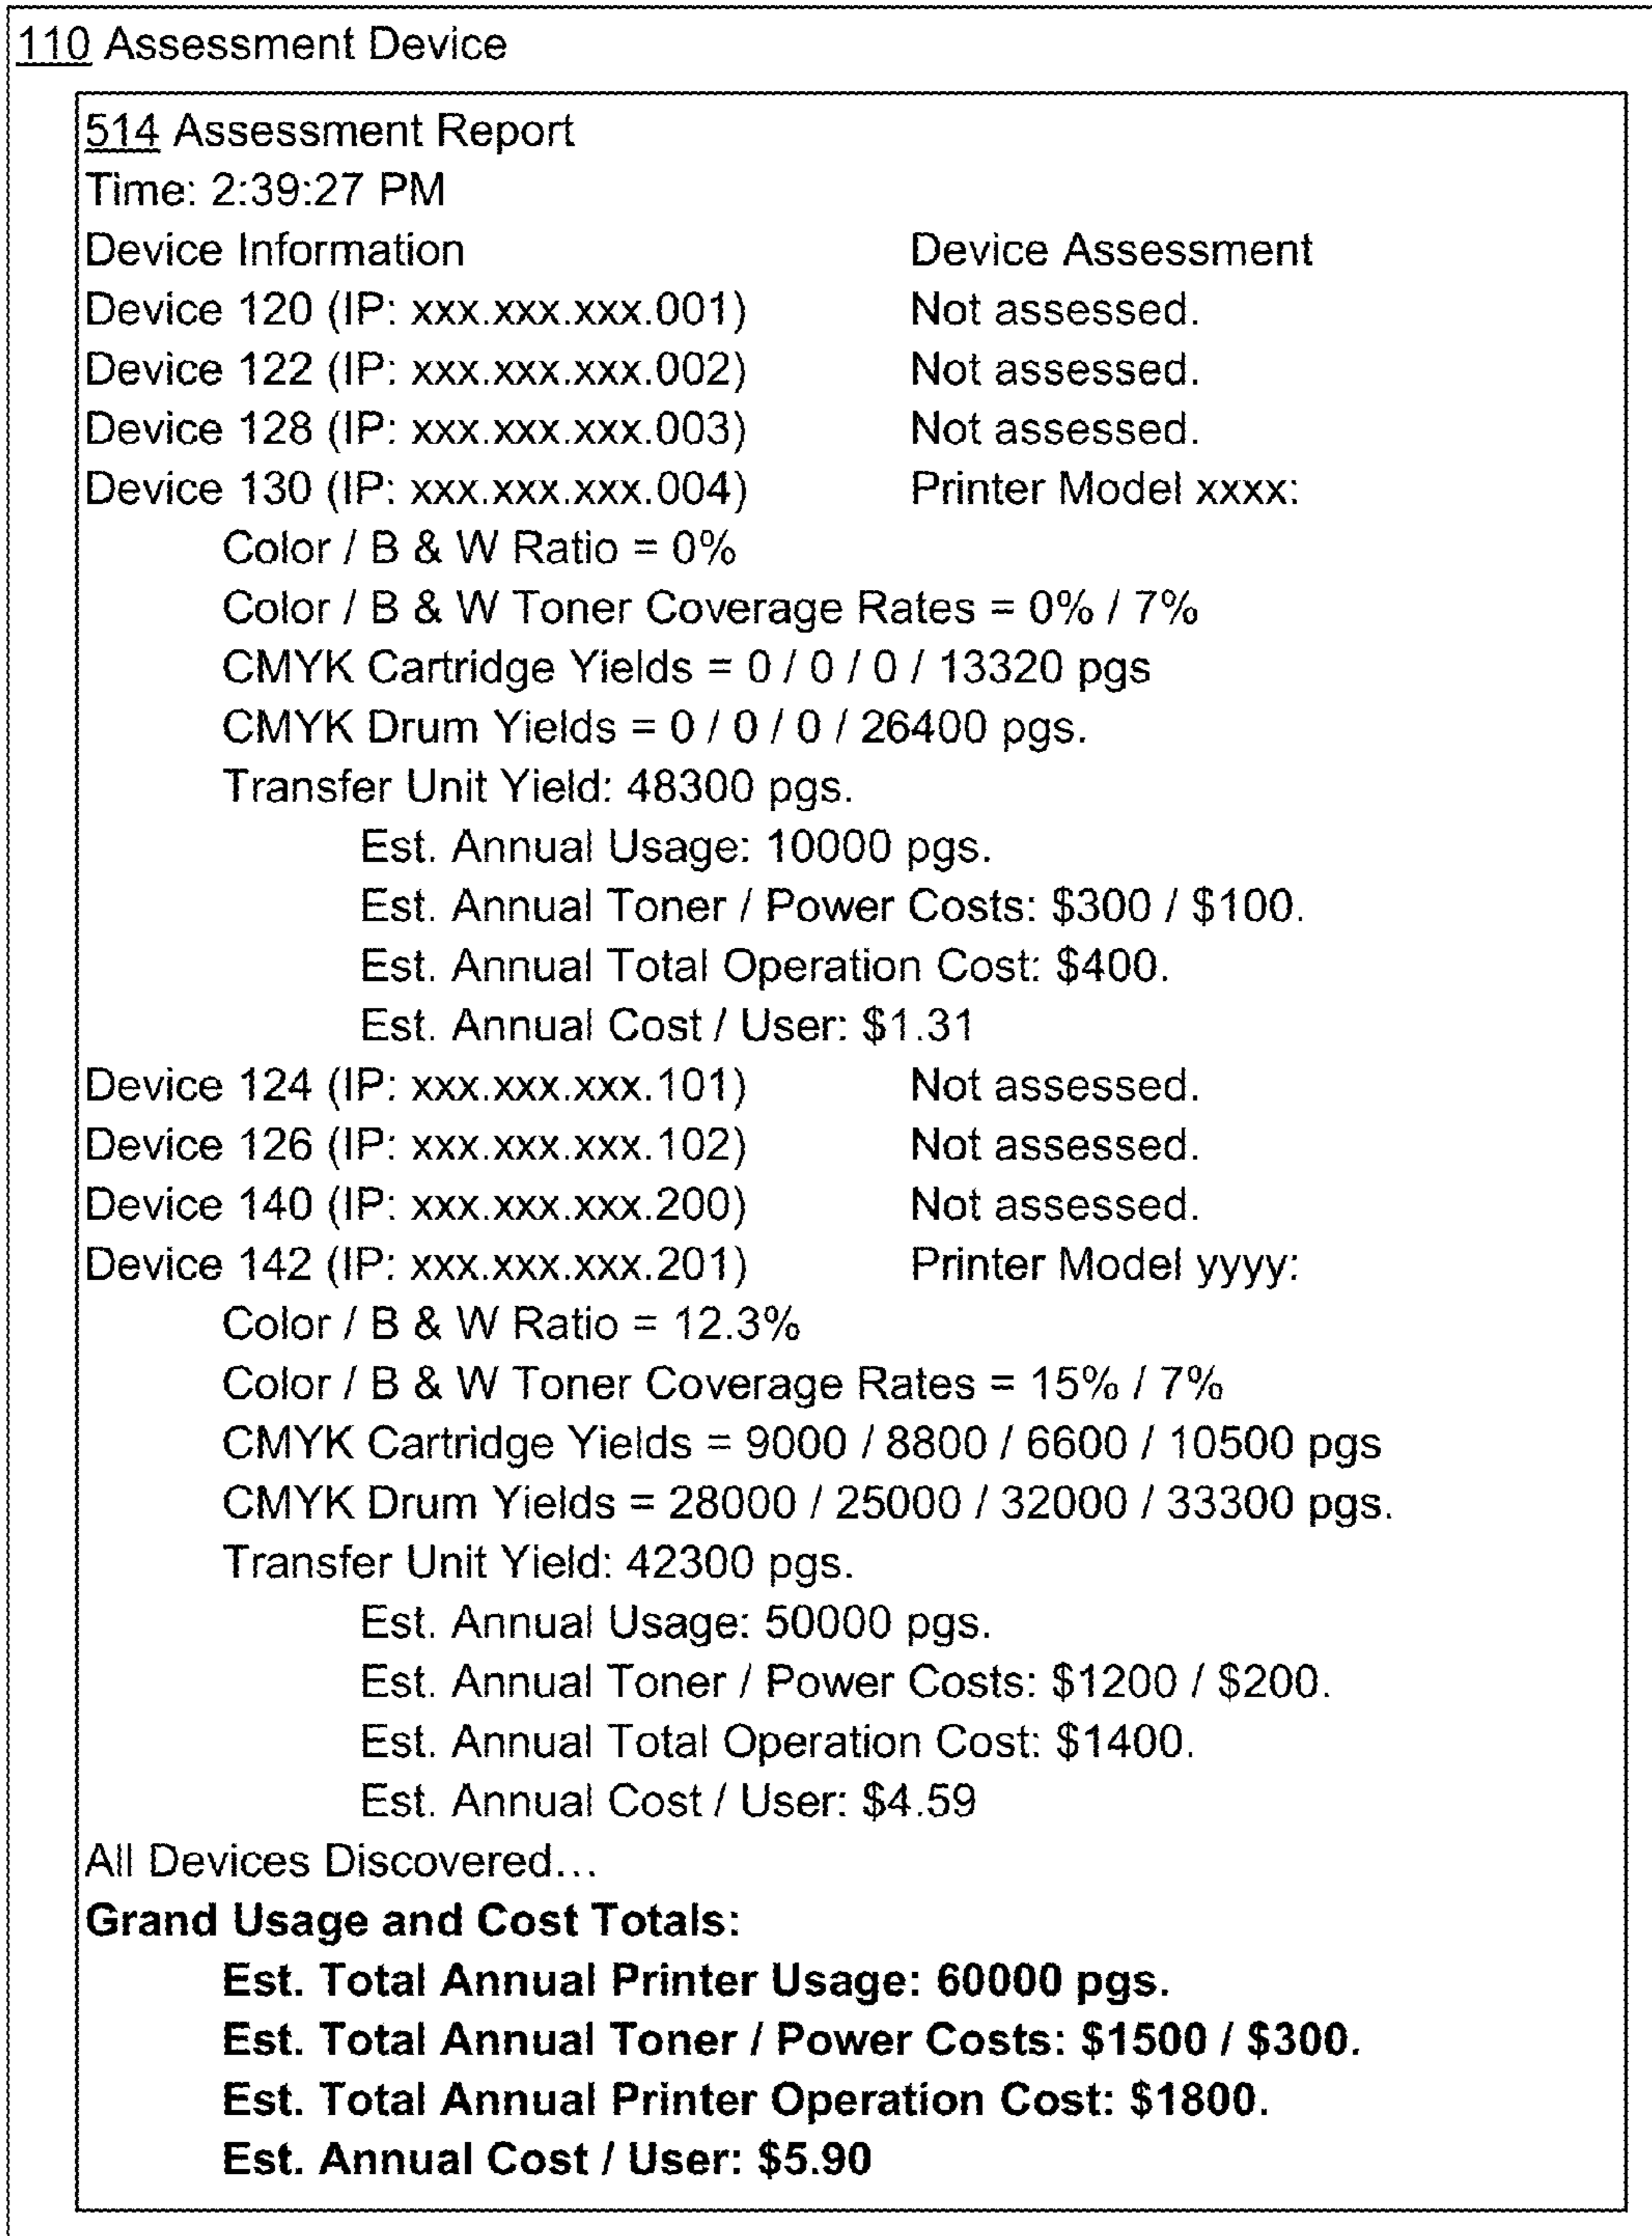 110 Assessment Device
514 Assessment Report
Time: 2:39:27 PM
Device Information Device Assessment
Device 120 (IP: xxx.xxx.xxx.001) Not assessed.
Device 122 (IP: xxx.xxx.xxx.002) Not assessed.
Device 128 (IP: xxx.xxx.xxx.003) Not assessed.
Device 130 (IP: xxx.xxx.xxx.004) Printer Model xxxx:
Color / B & W Ratio = 0%
Color / B & W Toner Coverage Rates = 0% / 7%
CMYK Cartridge Yields = 0 / 0 / 0 / 13320 pgs
CMYK Drum Yields = 0 / 0 / 0 / 26400 pgs.
Transfer Unit Yield: 48300 pgs.
Est. Annual Usage: 10000 pgs.
Est. Annual Toner / Power Costs: $300 / $100.
Est. Annual Total Operation Cost: $400.
Est. Annual Cost / User: $1.31
Device 124 (IP: xxx.xxx.xxx.101) Not assessed.
Device 126 (IP: xxx.xxx.xxx.102) Not assessed.
Device 140 (IP: xxx.xxx.xxx.200) Not assessed.
Device 142 (IP: xxx.xxx.xxx.201) Printer Model yyyy:
Color / B & W Ratio = 12.3%
Color / B & W Toner Coverage Rates = 15% / 7%
CMYK Cartridge Yields = 9000 / 8800 / 6600 / 10500 pgs
CMYK Drum Yields = 28000 / 25000 / 32000 / 33300 pgs.
Transfer Unit Yield: 42300 pgs.
Est. Annual Usage: 50000 pgs.
Est. Annual Toner / Power Costs: $1200 / $200.
Est. Annual Total Operation Cost: $1400.
Est. Annual Cost / User: $4.59
All Devices Discovered...
Grand Usage and Cost Totals:
Est. Total Annual Printer Usage: 60000 pgs.
Est. Total Annual Toner / Power Costs: $1500 / $300.
Est. Total Annual Printer Operation Cost: $1800.
Est. Annual Cost / User: $5.90